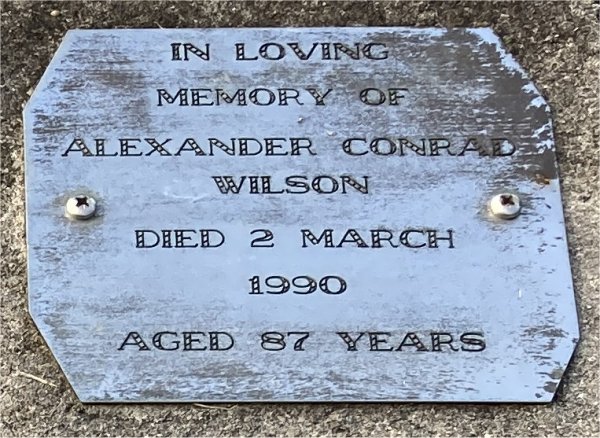 IN LOVING
MEMORY OF
ALEXANDER CONRAD
WILSON
DIED 2 MARCH
1990
AGED 87 YEARS